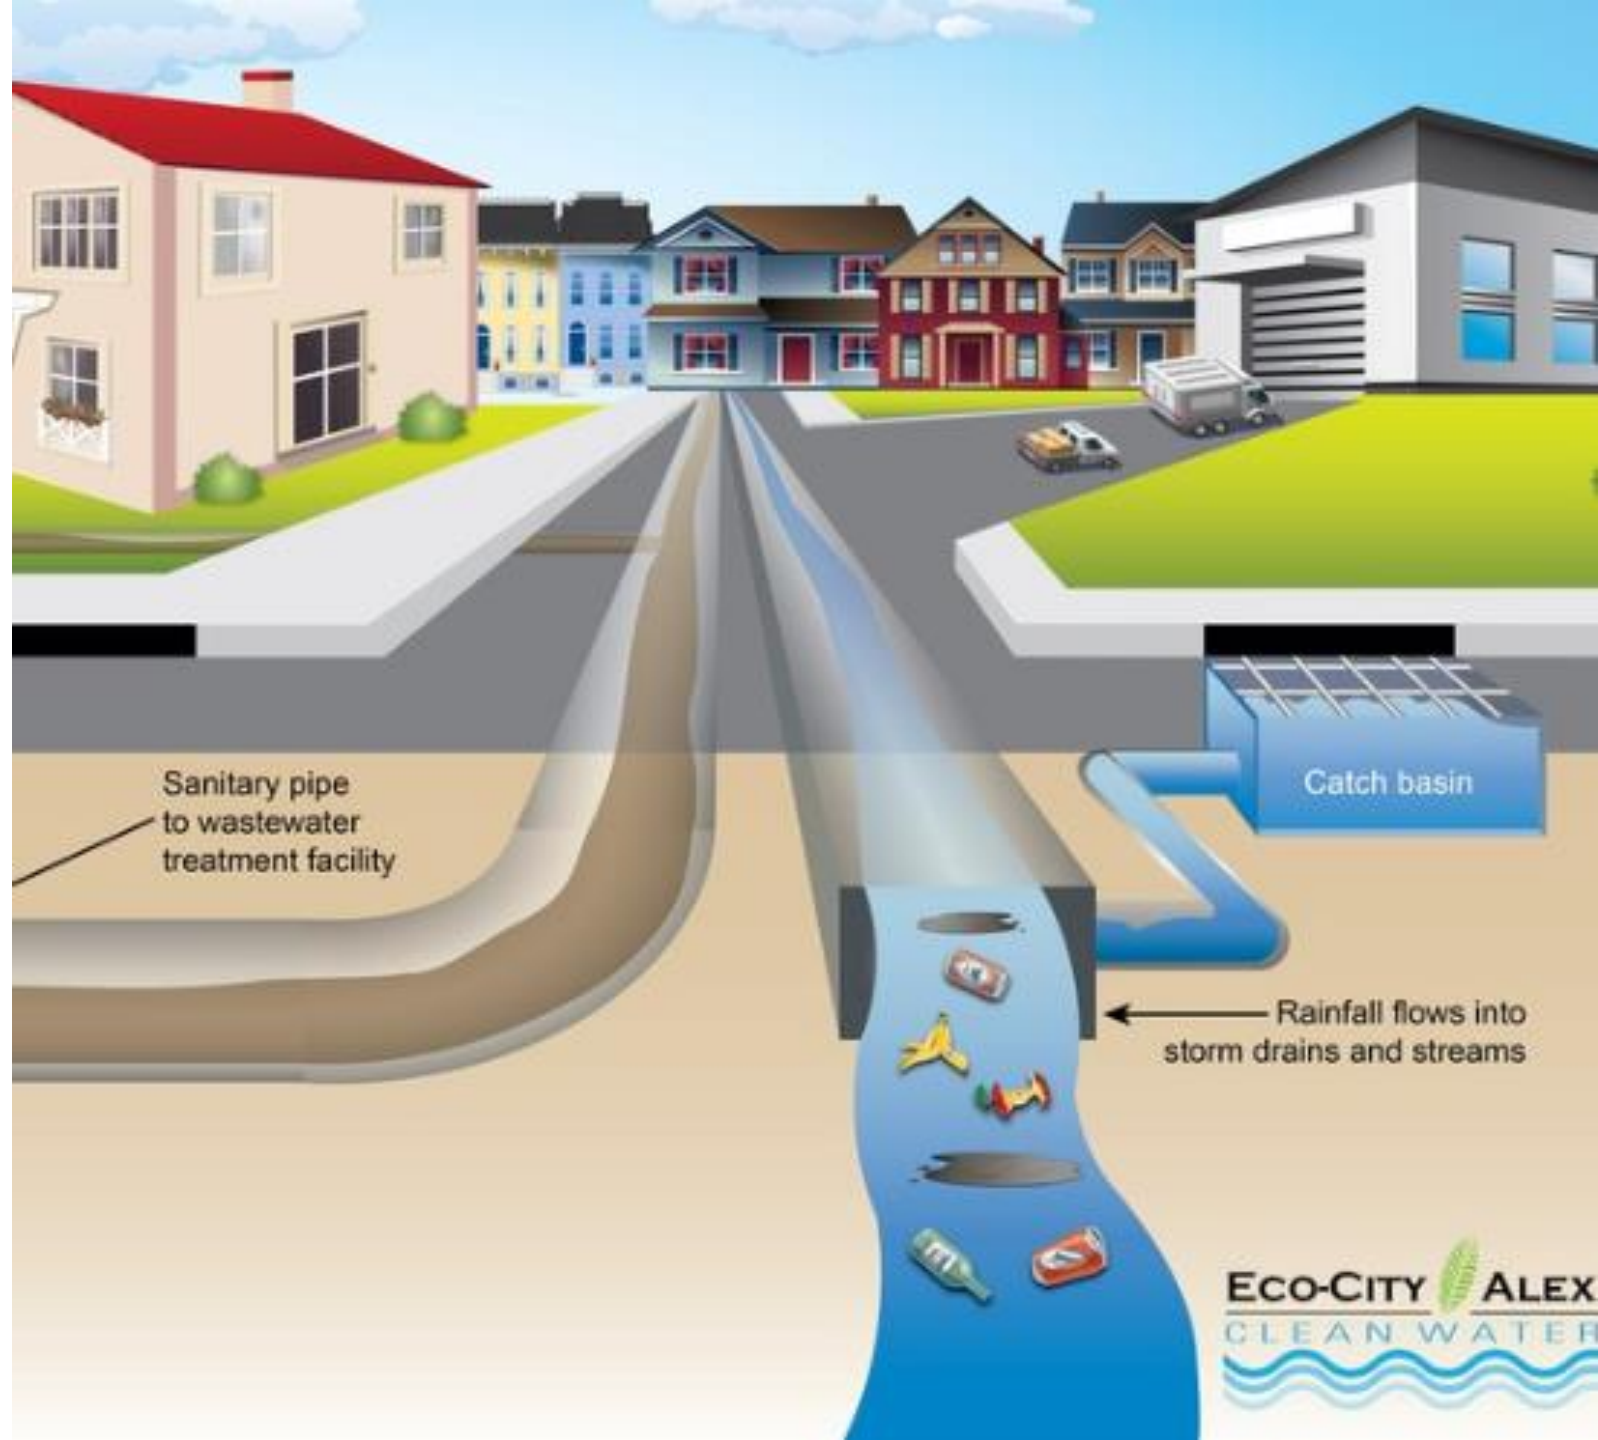 Sanitary pipe
to wastewater
treatment facility
Catch basin
Rainfall flows into
storm drains and streams
ECO-CITY ALEX
CLEAN WATER